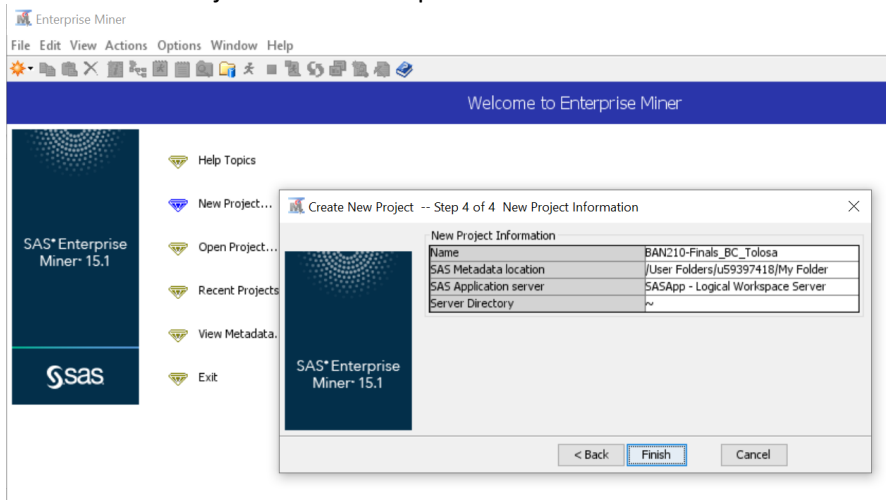 Enterprise Miner
File Edit View Actions Options Window Help
Welcome to Enterprise Miner
Help Topics
New Project...
Open Project...
Recent Projects
View Metadata.
Exit
SAS® Enterprise
Miner™ 15.1
sas
Create New Project -- Step 4 of 4 New Project Information
New Project Information
Name BAN210-Finals_BC_Tolosa
SAS Metadata location /User Folders/u59397418/My Folder
SAS Application server SASApp - Logical Workspace Server
Server Directory ~
SAS® Enterprise
Miner™ 15.1
< Back Finish Cancel